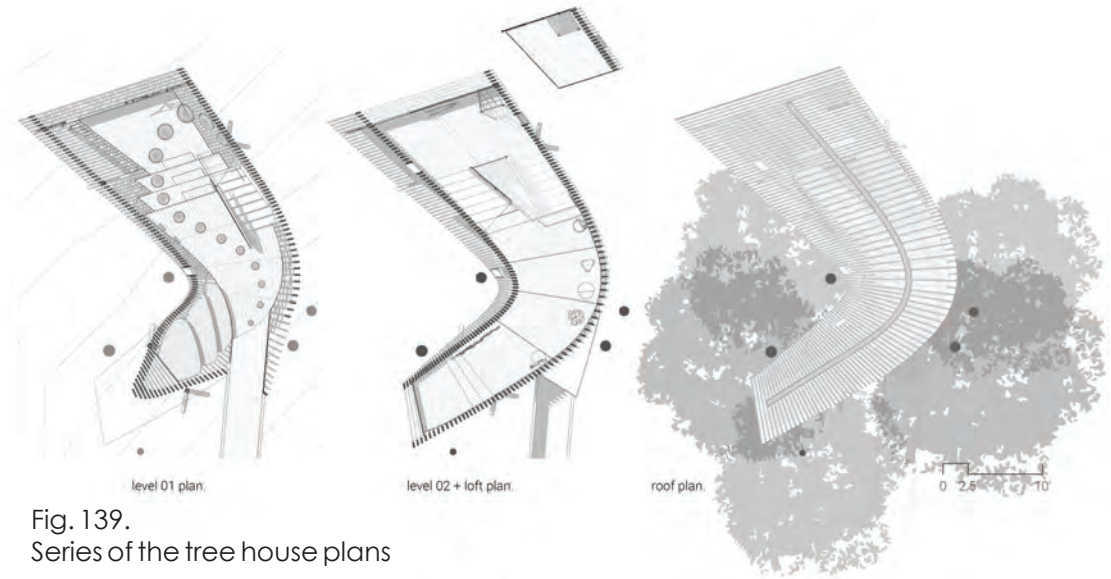 level 01 plan.
level 02 + loft plan.
roof plan.
0 2.5 10'
Fig. 139.
Series of the tree house plans